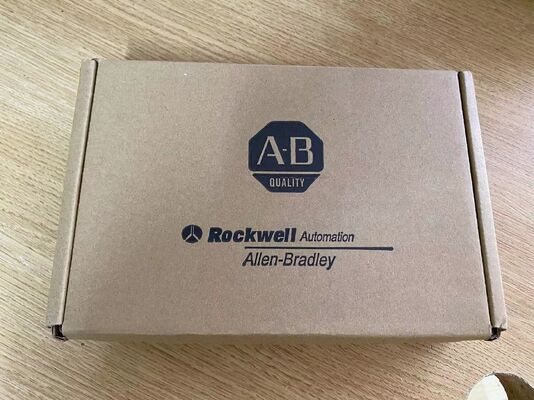 A-B
QUALITY
Rockwell Automation
Allen-Bradley